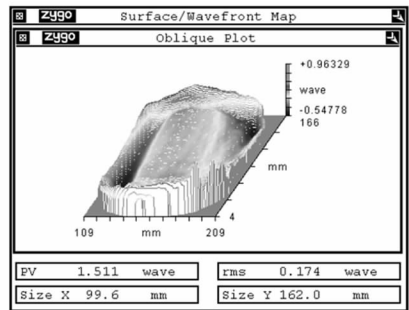 zygo Surface/Wavefront Map
zygo Oblique Plot
+0.96329
wave
-0.54778
166
mm
4
109 mm 209
PV 1.511 wave rms 0.174 wave
Size X 99.6 mm Size Y 162.0 mm